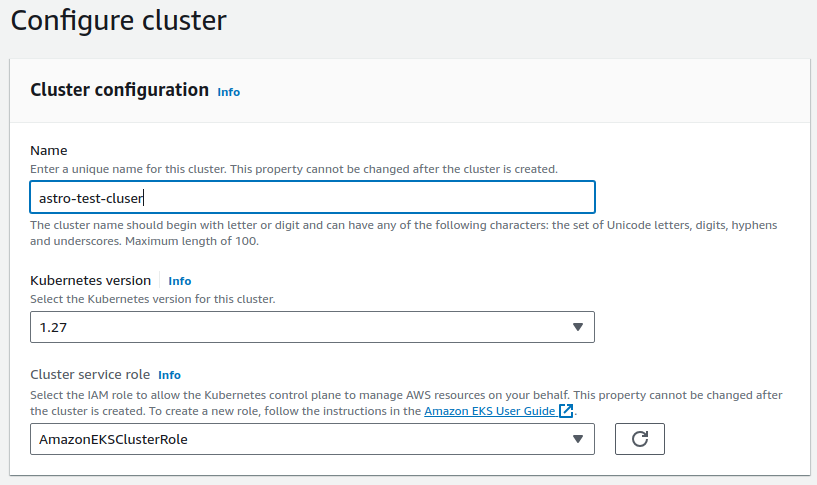 Configure cluster
Cluster configuration Info
Name
Enter a unique name for this cluster. This property cannot be changed after the cluster is created.
astro-test-cluser
The cluster name should begin with letter or digit and can have any of the following characters: the set of Unicode letters, digits, hyphens
and underscores. Maximum length of 100.
Kubernetes version Info
Select the Kubernetes version for this cluster.
1.27
Cluster service role Info
Select the IAM role to allow the Kubernetes control plane to manage AWS resources on your behalf. This property cannot be changed after
the cluster is created. To create a new role, follow the instructions in the Amazon EKS User Guide.
AmazonEKSClusterRole